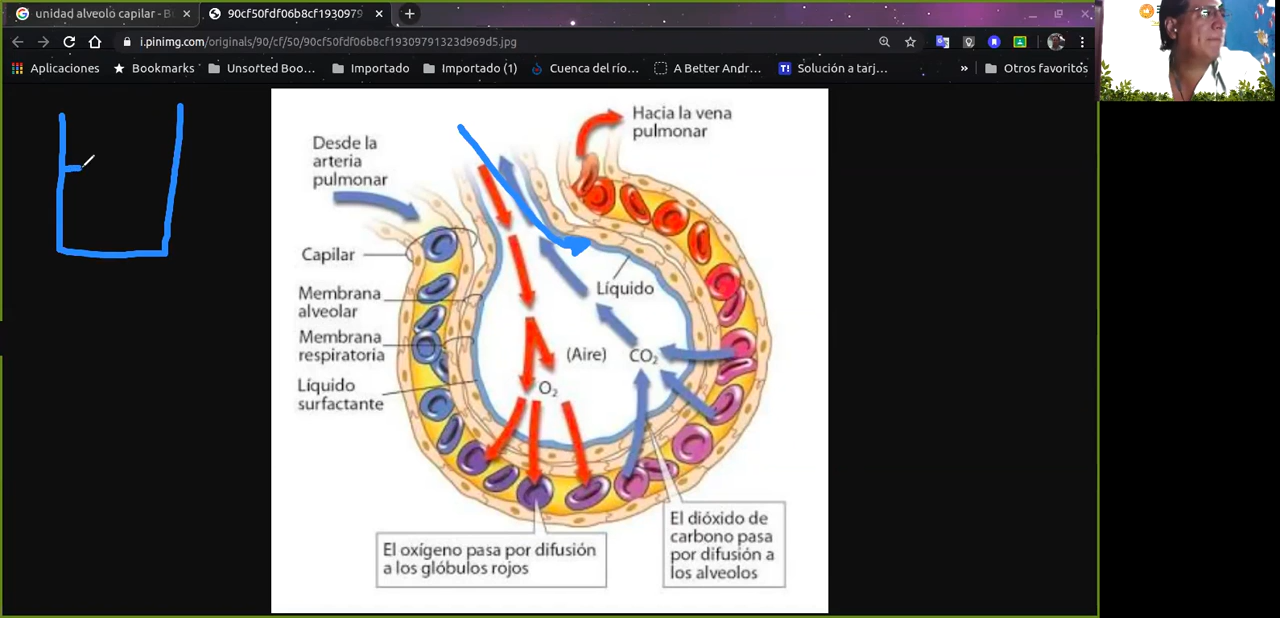 unidad alveolo capilar - B
90cf50fdf06b8cf1930979
i.pinimg.com/originals/90/cf/50/90cf50fdf06b8cf19309791323d969d5.jpg
Aplicaciones
Bookmarks
Unsorted Boo...
Importado
Importado (1)
Cuenca del río...
A Better Andr...
T!
Solución a tarj...
»
Otros favoritos
Hacia la vena
pulmonar
Desde la
arteria
pulmonar
Capilar
Líquido
Membrana
alveolar
Membrana
respiratoria
(Aire)
CO₂
Líquido
surfactante
O₂
El oxígeno pasa por difusión
a los glóbulos rojos
El dióxido de
carbono pasa
por difusión a
los alveolos